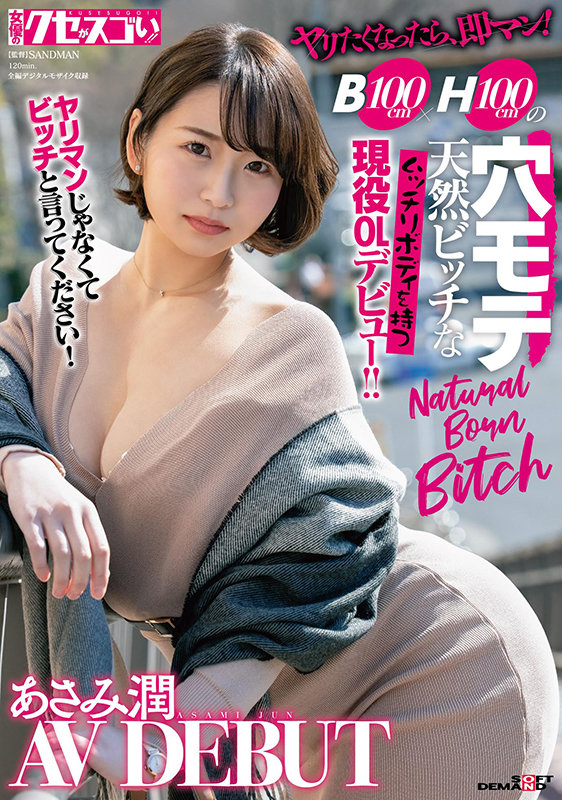 女優のクセがスゴい!!
KUSESUGOI!!
[監督]SANDMAN
120min.
全編デジタルモザイク収録
ヤリたくなったら、即マン!
B100cm×H100cmの
穴モテ
天然ビッチな
ムッチリボディを持つ
現役OLデビュー!!
Natural
Born
Bitch
ヤリマンじゃなくて
ビッチと言ってください!
あさみ潤
ASAMI JUN
AV DEBUT
SOFT
ON
DEMAND